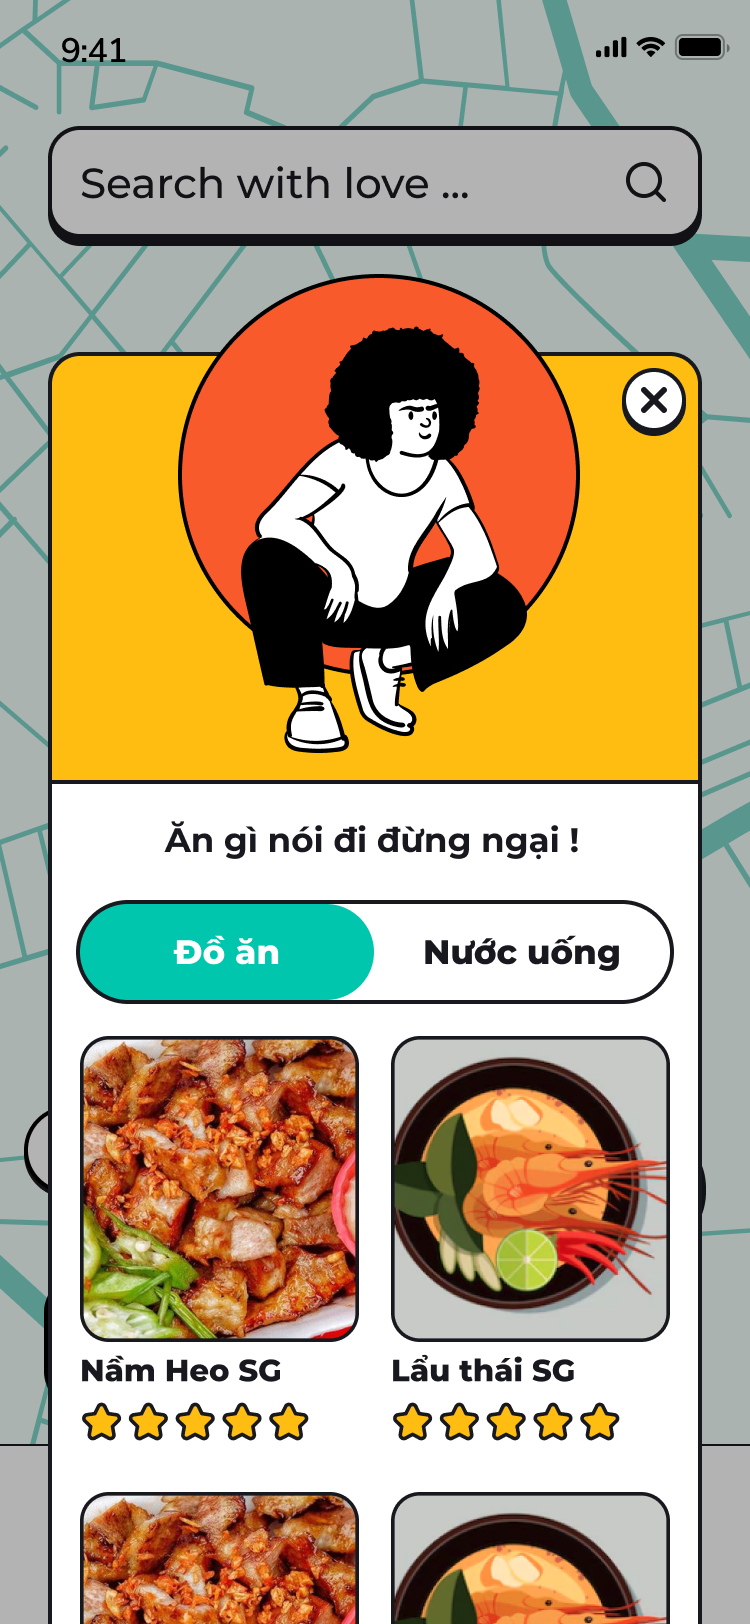 9:41
Search with love ...
Ăn gì nói đi đừng ngại !
Đồ ăn
Nước uống
Nầm Heo SG
Lẩu thái SG